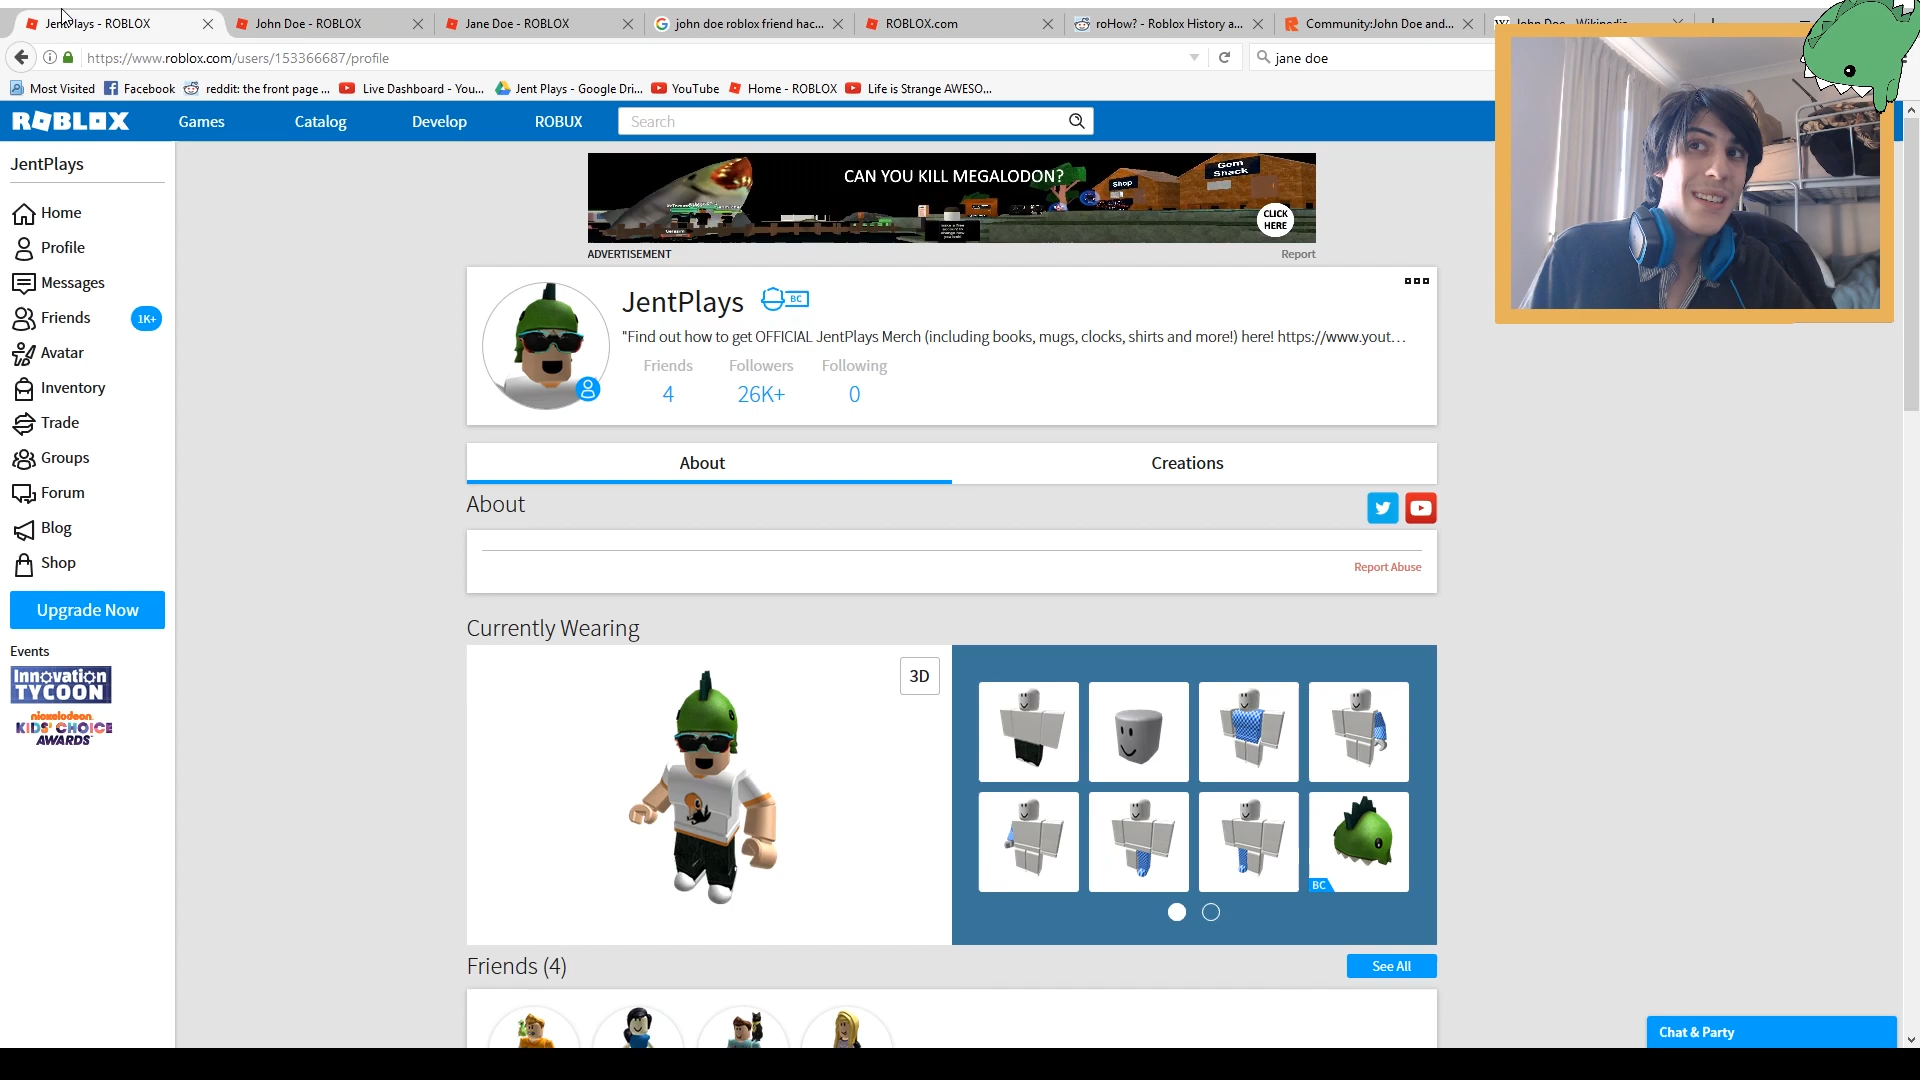 JentPlays - ROBLOX
John Doe - ROBLOX
Jane Doe - ROBLOX
john doe roblox friend hac...
ROBLOX.com
roHow? - Roblox History a...
Community:John Doe and...
John Doe - Wikipedia
https://www.roblox.com/users/153366687/profile
jane doe
Most Visited
Facebook
reddit: the front page ...
Live Dashboard - You...
Jent Plays - Google Dri...
YouTube
Home - ROBLOX
Life is Strange AWESO...
ROBLOX
Games
Catalog
Develop
ROBUX
Search
JentPlays
Home
Profile
Messages
Friends
1K+
Avatar
Inventory
Trade
Groups
Forum
Blog
Shop
Upgrade Now
Events
Innovation
TYCOON
nickelodeon
KIDS' CHOICE
AWARDS
CAN YOU KILL MEGALODON?
Shop
Gem
Shack
CLICK
HERE
ADVERTISEMENT
Report
JentPlays
BC
"Find out how to get OFFICIAL JentPlays Merch (including books, mugs, clocks, shirts and more!) here! https://www.yout...
Friends
Followers
Following
4
26K+
0
About
Creations
About
Report Abuse
Currently Wearing
3D
BC
Friends (4)
See All
Chat & Party